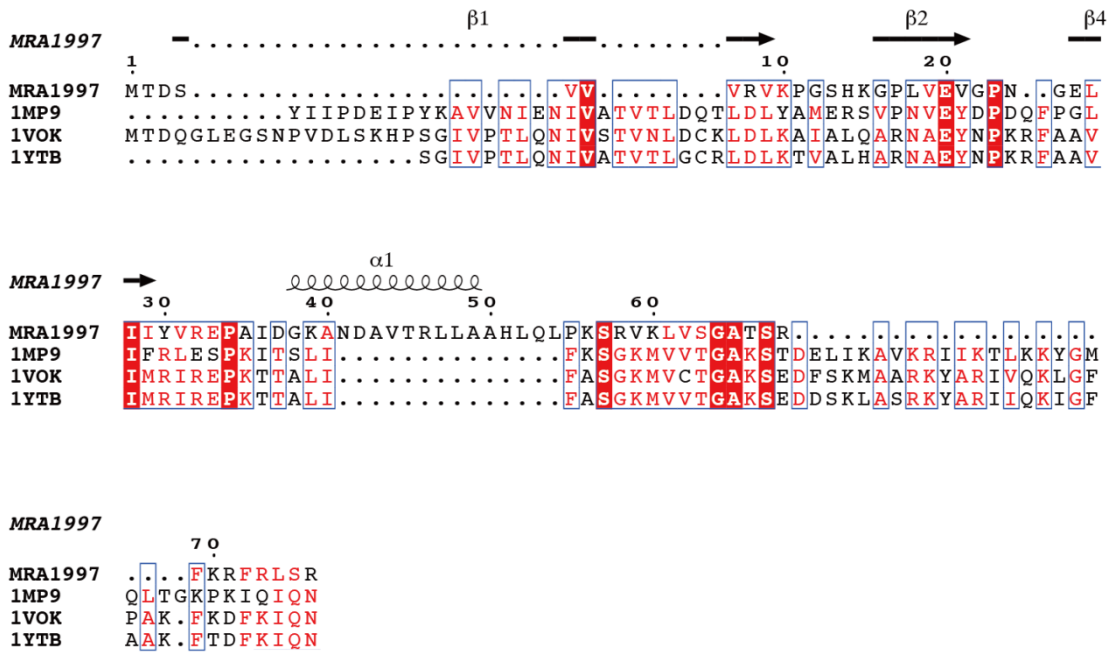 β1 β2 β4
MRA1997 ....................... ........
1 10 20
MRA1997 MTDS.......................VV........VRVKPGSHKGPLVEVGPN..GEL
1MP9 ..........YIIPDEIPYKAVVNIENIVATVTLDQTLDLYAMERSVPNVEYDPDQFPGL
1VOK MTDQGLEGSNPVDLSKHPSGIVPTLQNIVSTVNLDCKLDLKAIALQARNAEYNPKRFAAV
1YTB ..................SGIVPTLQNIVATVTLGCRLDLKTVALHARNAEYNPKRFAAV
α1
MRA1997
30 40 50 60
MRA1997 IIYVREPAIDGKANDAVTRLLAAHLQLPKSRVKLVSGATSR...................
1MP9 IFRLESPKITSLI..............FKSGKMVVTGAKSTDELIKAVKRIIKTLKKYGM
1VOK IMRIREPKTTALI..............FASGKMVCTGAKSEDFSKMAARKYARIVQKLGF
1YTB IMRIREPKTTALI..............FASGKMVVTGAKSEDDSKLASRKYARIIQKIGF
MRA1997
70
MRA1997 ....FKRFRLSR
1MP9 QLTGKPKIQIQN
1VOK PAK.FKDFKIQN
1YTB AAK.FTDFKIQN